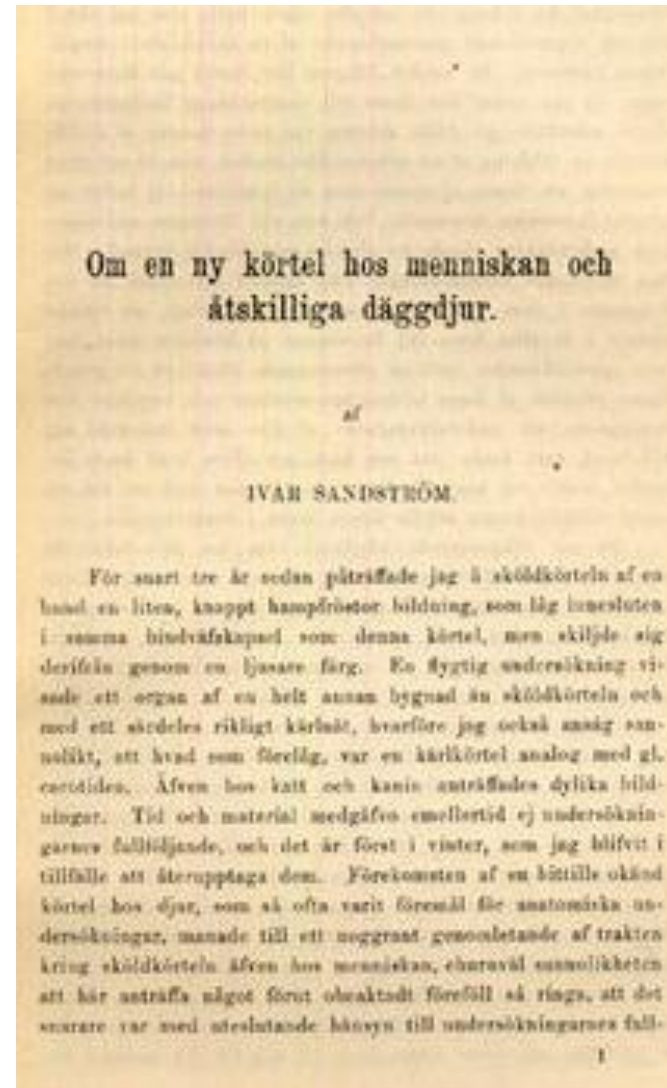 Om en ny körtel hos menniskan och
åtskilliga däggdjur.
af
IVAR SANDSTRÖM.
För snart tre år sedan påträffade jag å sköldkörteln af en
hund en liten, knappt hampfröstor bildning, som låg innesluten
i samma bindväfskapsel som denna körtel, men skiljde sig
derifrån genom en ljusare färg. En flygtig undersökning vi-
sade ett organ af en helt annan bygnad än sköldkörteln och
med ett särdeles rikligt kärlnät, hvarföre jag också ansåg san-
nolikt, att hvad som förelåg, var en kärlkörtel analog med gl.
carotidea. Äfven hos katt och kanin anträffades dylika bild-
ningar. Tid och material medgåfvo emellertid ej undersöknin-
garnes fullföljande, och det är först i vinter, som jag blifvit i
tillfälle att återupptaga dem. Förekomsten af en hittills okänd
körtel hos djur, som så ofta varit föremål för anatomiska un-
dersökningar, manade till ett noggrant genomletande af trakten
kring sköldkörteln äfven hos menniskan, ehuruväl sannolikheten
att här anträffa något förut obeaktadt föreföll så ringa, att det
snarare var med uteslutande hänsyn till undersökningarnes full-
1